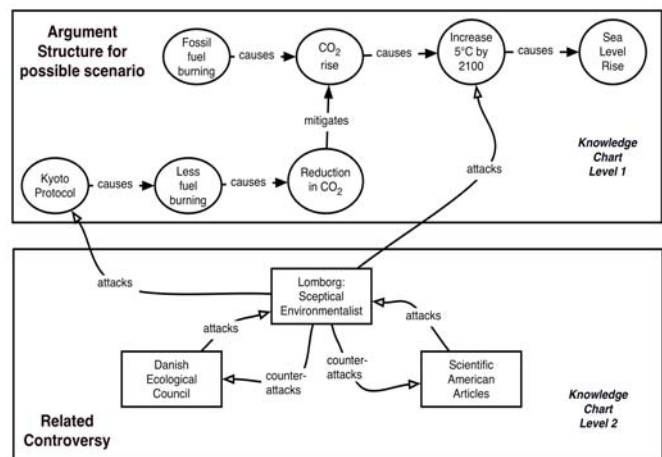 Argument
Structure for
possible scenario
Fossil
fuel
burning
causes
CO2
rise
causes
Increase
5°C by
2100
causes
Sea
Level
Rise
mitigates
Knowledge
Chart
Level 1
Kyoto
Protocol
causes
Less
fuel
burning
causes
Reduction
in CO2
attacks
attacks
Lomborg:
Sceptical
Environmentalist
attacks
attacks
Danish
Ecological
Council
counter-
attacks
counter-
attacks
Scientific
American
Articles
Related
Controversy
Knowledge
Chart
Level 2